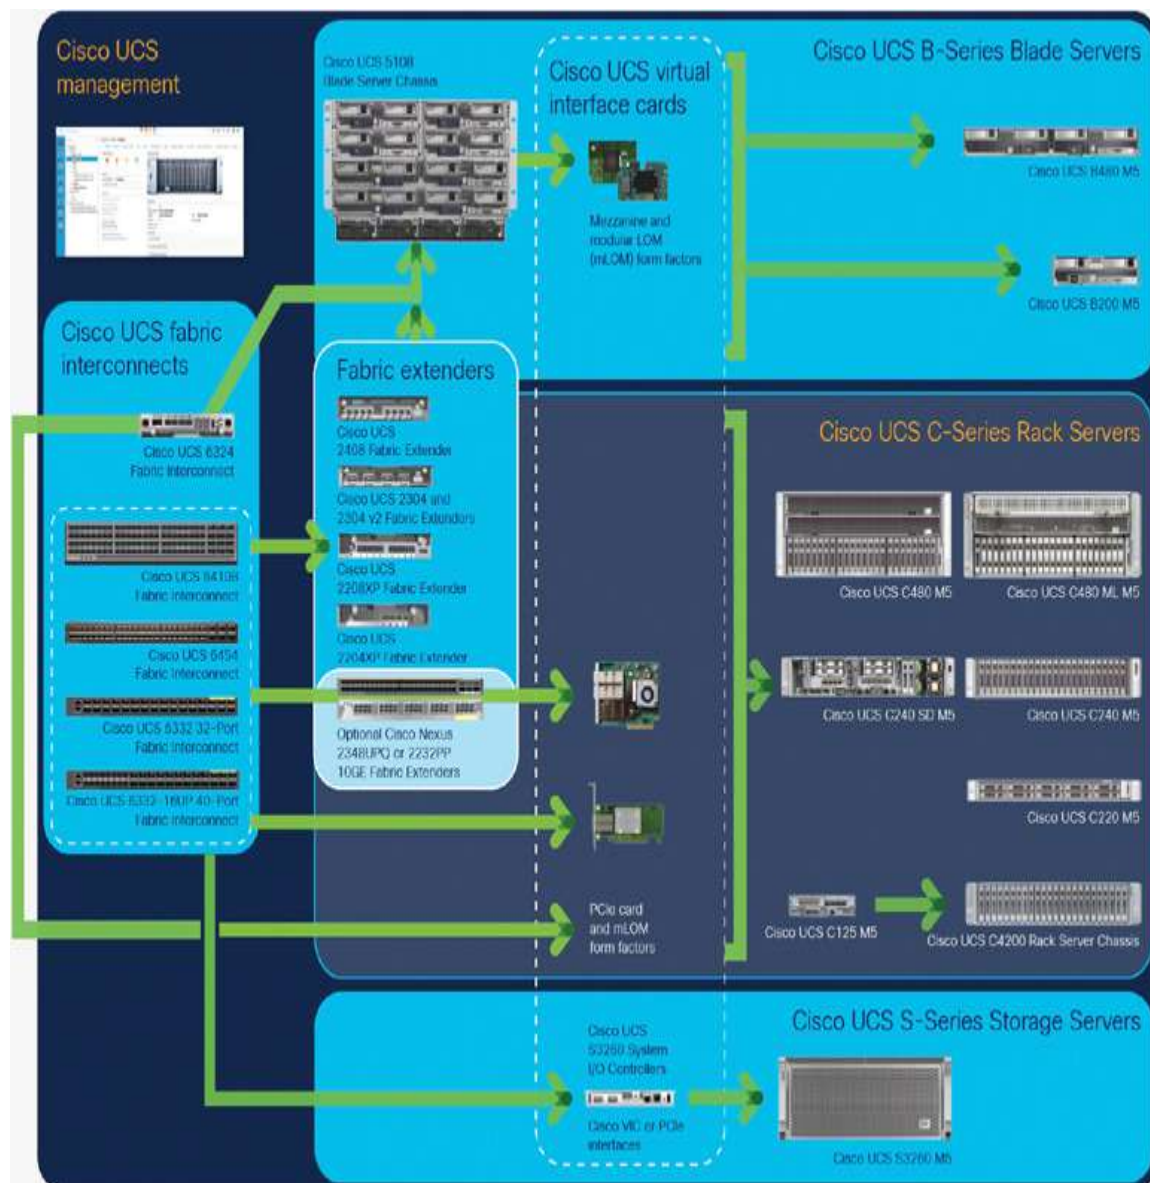 Cisco UCS
management
Cisco UCS 5108
Blade Server Chassis
Cisco UCS virtual
interface cards
Mezzanine and
modular LOM
(mLOM) form factors
Cisco UCS B-Series Blade Servers
Cisco UCS B480 M5
Cisco UCS B200 M5
Cisco UCS fabric
interconnects
Cisco UCS 6324
Fabric Interconnect
Cisco UCS 64108
Fabric Interconnect
Cisco UCS 6454
Fabric Interconnect
Cisco UCS 6332 32-Port
Fabric Interconnect
Cisco UCS 6332-16UP 40-Port
Fabric Interconnect
Fabric extenders
Cisco UCS
2408 Fabric Extender
Cisco UCS 2304 and
2304 v2 Fabric Extenders
Cisco UCS
2208XP Fabric Extender
Cisco UCS
2204XP Fabric Extender
Optional Cisco Nexus
2348UPQ or 2232PP
10GE Fabric Extenders
PCIe card
and mLOM
form factors
Cisco UCS C-Series Rack Servers
Cisco UCS C480 M5
Cisco UCS C480 ML M5
Cisco UCS C240 SD M5
Cisco UCS C240 M5
Cisco UCS C220 M5
Cisco UCS C125 M5
Cisco UCS C4200 Rack Server Chassis
Cisco UCS S-Series Storage Servers
Cisco UCS
S3260 System
I/O Controllers
Cisco VIC or PCIe
interfaces
Cisco UCS S3260 M5